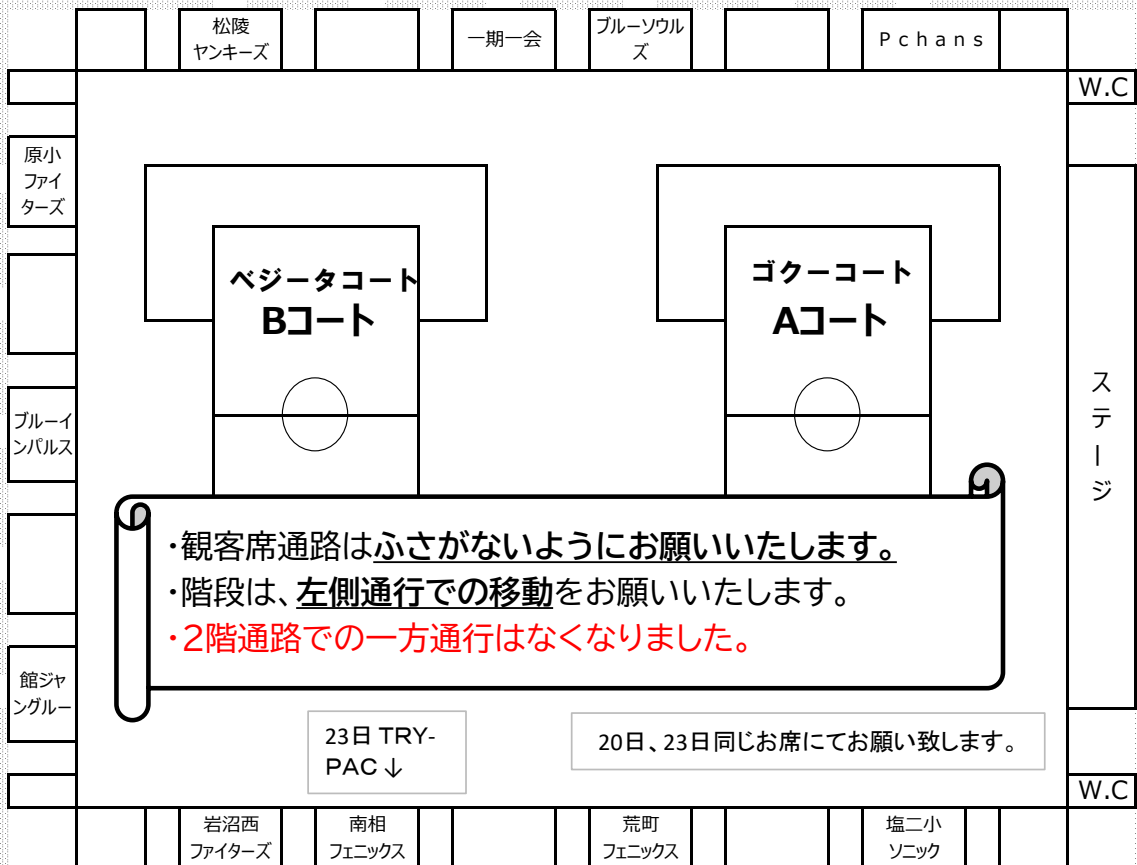 松陵
ヤンキーズ
一期一会
ブルーソウル
ズ
Pchans
W.C
原小
ファイ
ターズ
ベジータコート
Bコート
ゴクーコート
Aコート
ブルーイ
ンパルス
ステージ
・観客席通路はふさがないようにお願いいたします。
・階段は、左側通行での移動をお願いいたします。
・2階通路での一方通行はなくなりました。
館ジャ
ングルー
23日 TRY-
PAC↓
20日、23日同じお席にてお願い致します。
W.C
岩沼西
ファイターズ
南相
フェニックス
荒町
フェニックス
塩二小
ソニック